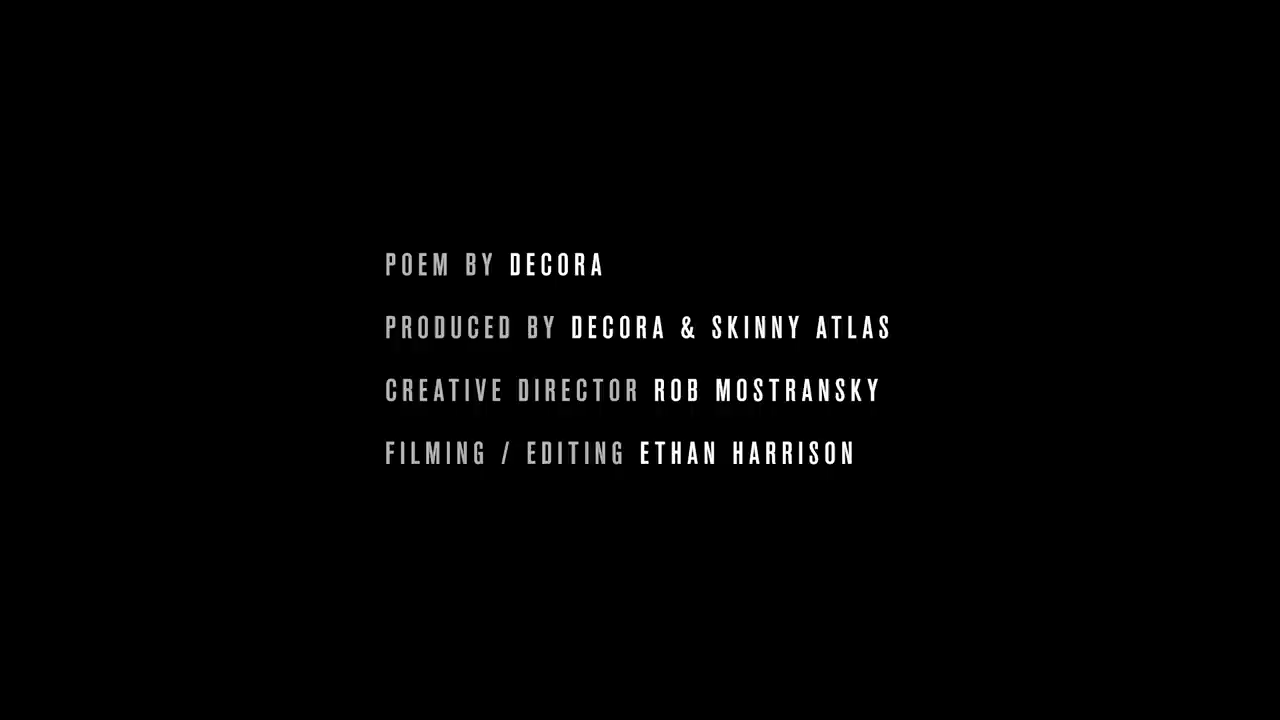 POEM BY DECORA
PRODUCED BY DECORA & SKINNY ATLAS
CREATIVE DIRECTOR ROB MOSTRANSKY
FILMING / EDITING ETHAN HARRISON